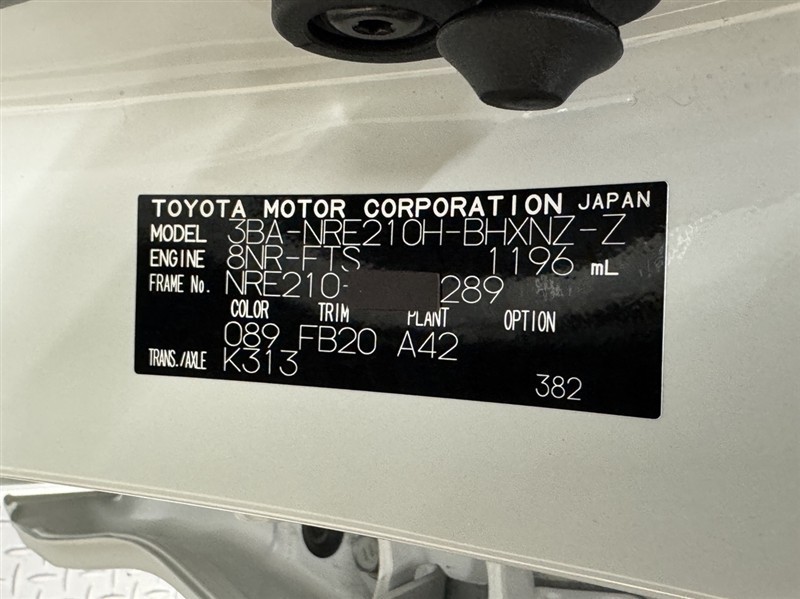 TOYOTA MOTOR CORPORATION JAPAN
MODEL 3BA-NRE210H-BHXNZ-Z
ENGINE 8NR-FTS 1196 mL
FRAME No. NRE210- 289
COLOR TRIM PLANT OPTION
089 FB20 A42
TRANS./AXLE K313
382